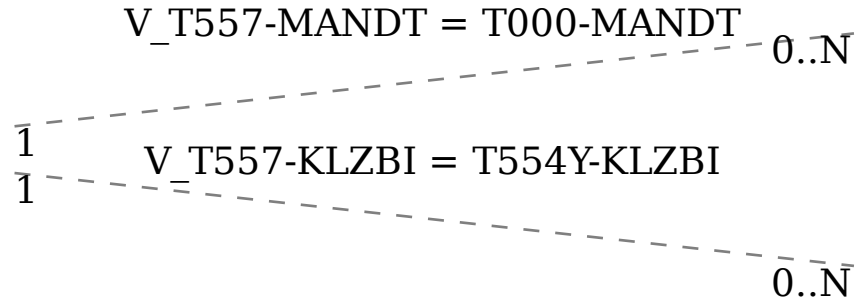 V_T557-MANDT = T000-MANDT
0..N
1
V_T557-KLZBI = T554Y-KLZBI
1
0..N